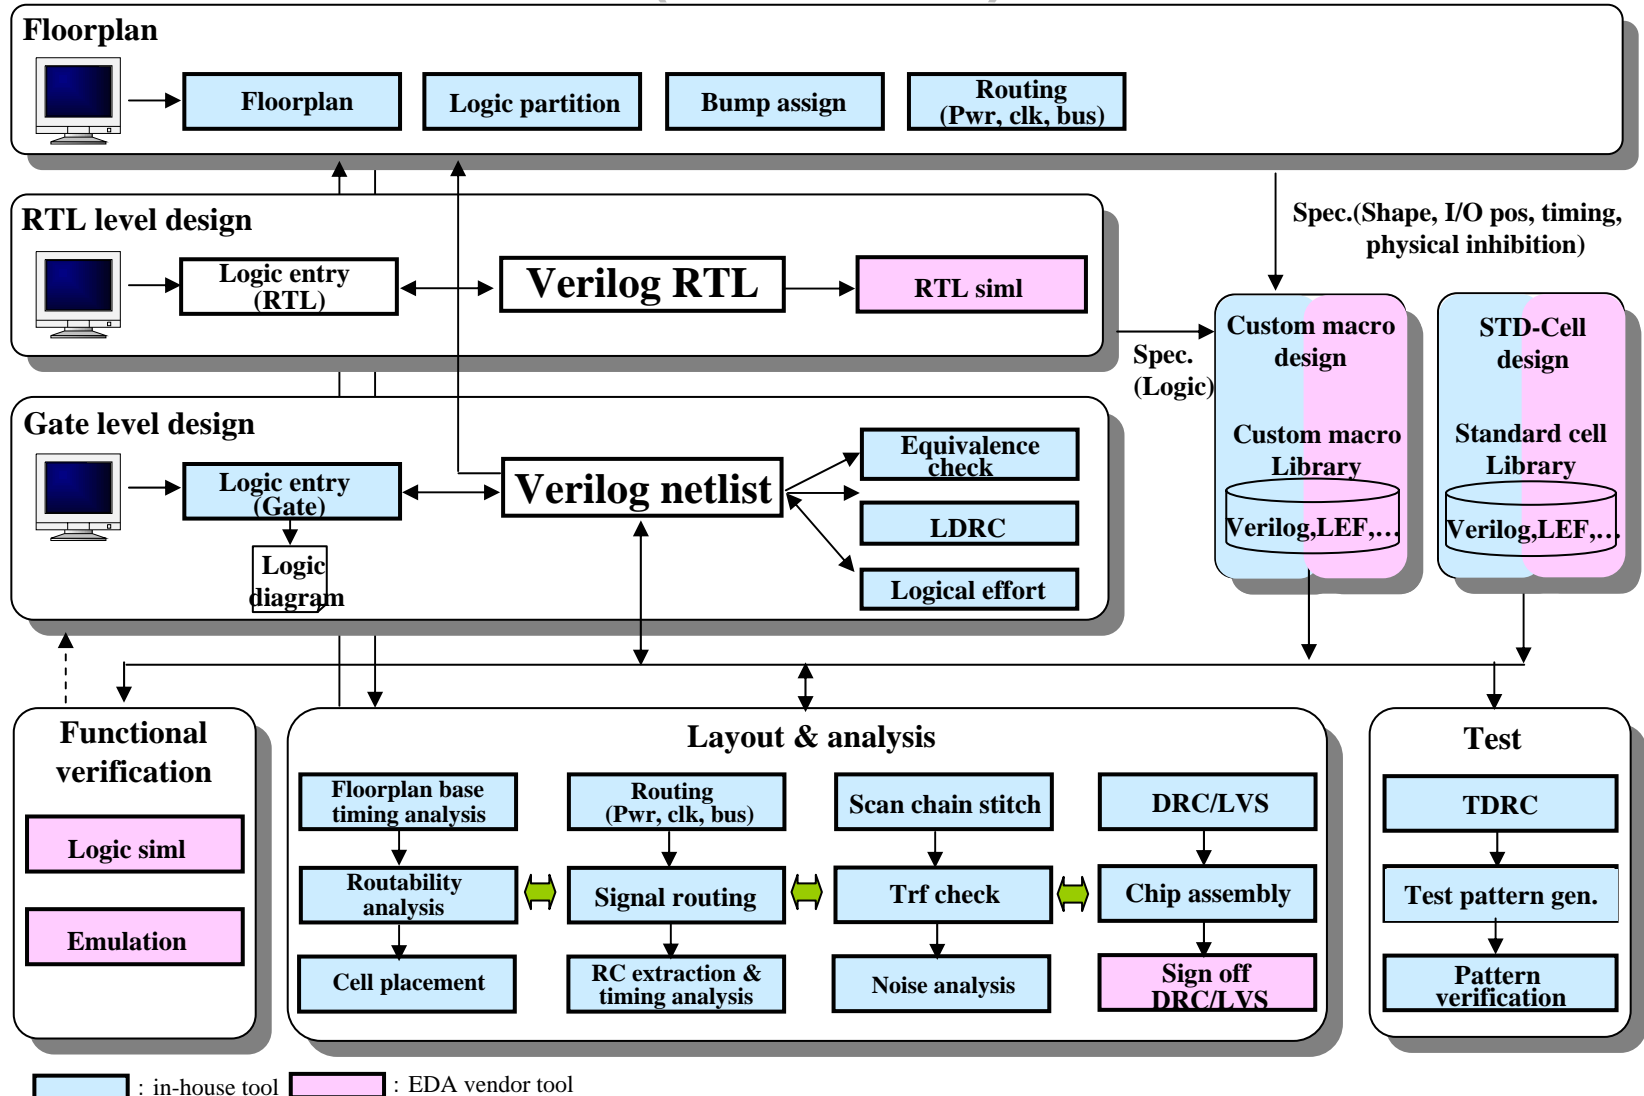 Floorplan
Floorplan
Logic partition
Bump assign
Routing
(Pwr, clk, bus)
RTL level design
Logic entry
(RTL)
Verilog RTL
RTL siml
Spec.(Shape, I/O pos, timing,
physical inhibition)
Spec.
(Logic)
Custom macro
design
Custom macro
Library
Verilog,LEF,…
STD-Cell
design
Standard cell
Library
Verilog,LEF,…
Gate level design
Logic entry
(Gate)
Logic
diagram
Verilog netlist
Equivalence
check
LDRC
Logical effort
Functional
verification
Logic siml
Emulation
Layout & analysis
Floorplan base
timing analysis
Routability
analysis
Cell placement
Routing
(Pwr, clk, bus)
Signal routing
RC extraction &
timing analysis
Scan chain stitch
Trf check
Noise analysis
DRC/LVS
Chip assembly
Sign off
DRC/LVS
Test
TDRC
Test pattern gen.
Pattern
verification
: in-house tool
: EDA vendor tool